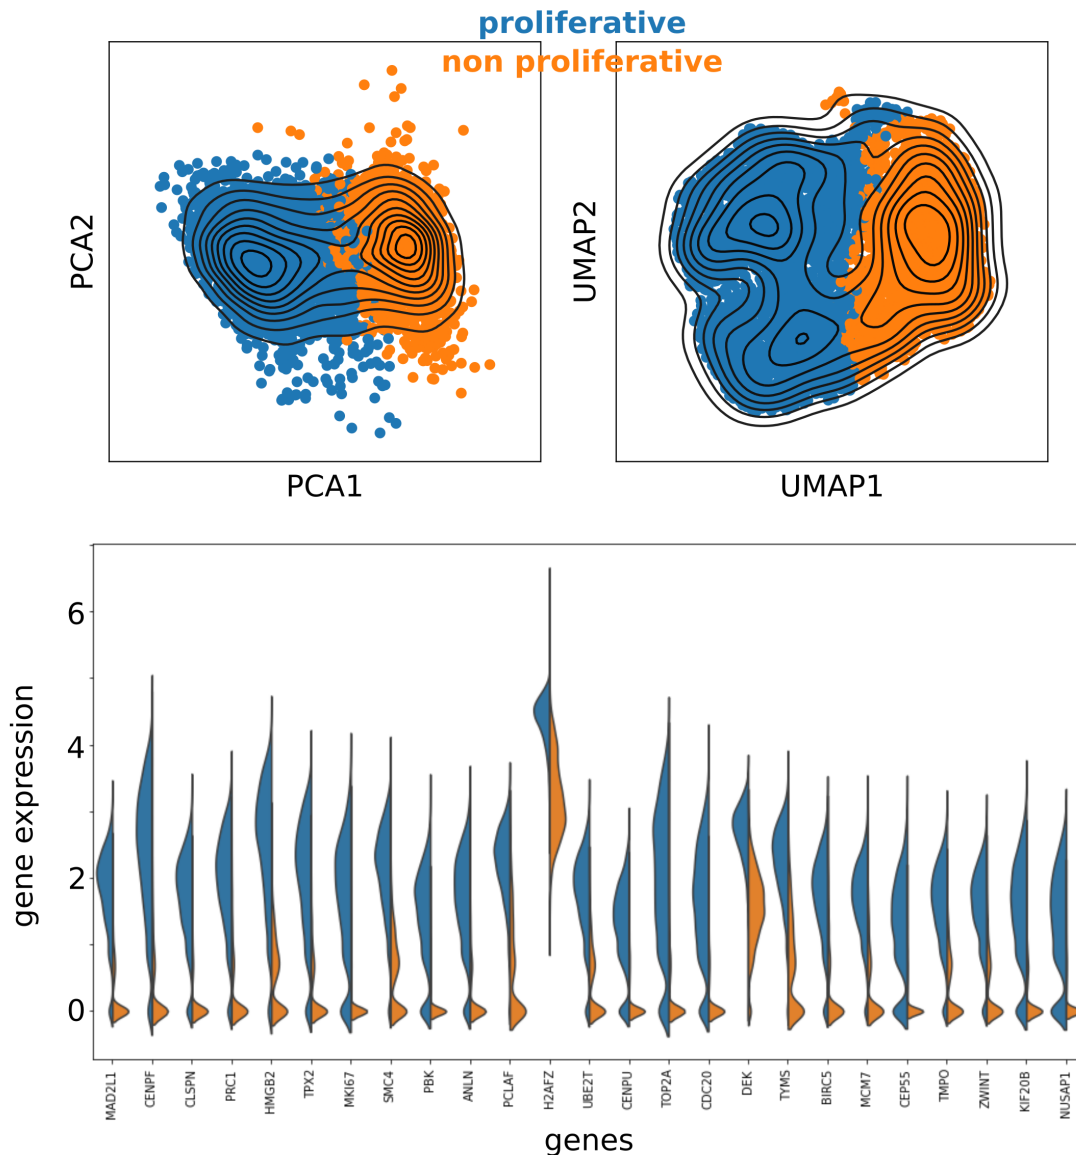 proliferative
non proliferative
PCA2
UMAP2
PCA1
UMAP1
gene expression
6
4
2
0
MAD2L1
CENPF
CLSPN
PRC1
HMGB2
TPX2
MKI67
SMC4
PBK
ANLN
PCLAF
H2AFZ
UBE2T
CENPU
TOP2A
CDC20
DEK
TYMS
BIRC5
MCM7
CEP55
TMPO
ZWINT
KIF20B
NUSAP1
genes